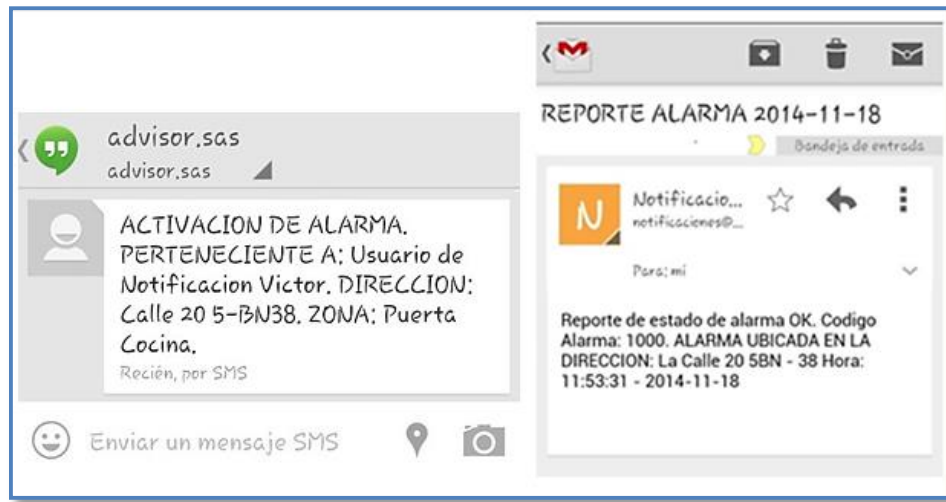 advisor.sas
advisor.sas
ACTIVACION DE ALARMA.
PERTENECIENTE A: Usuario de
Notificacion Victor. DIRECCION:
Calle 20 5-BN38. ZONA: Puerta
Cocina.
Recién, por SMS
Enviar un mensaje SMS
REPORTE ALARMA 2014-11-18
Bandeja de entrada
N
Notificacio...
notificaciones@...
Para: mi
Reporte de estado de alarma OK. Codigo
Alarma: 1000. ALARMA UBICADA EN LA
DIRECCION: La Calle 20 5BN - 38 Hora:
11:53:31 - 2014-11-18